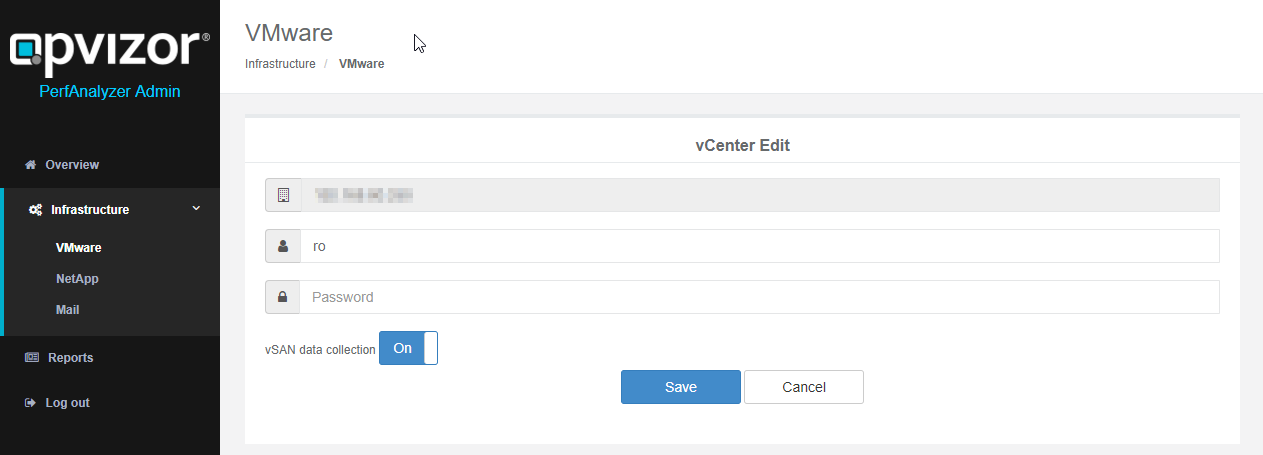 opvizor®
PerfAnalyzer Admin
Overview
Infrastructure
VMware
NetApp
Mail
Reports
Log out
VMware
Infrastructure / VMware
vCenter Edit
ro
Password
vSAN data collection On
Save Cancel